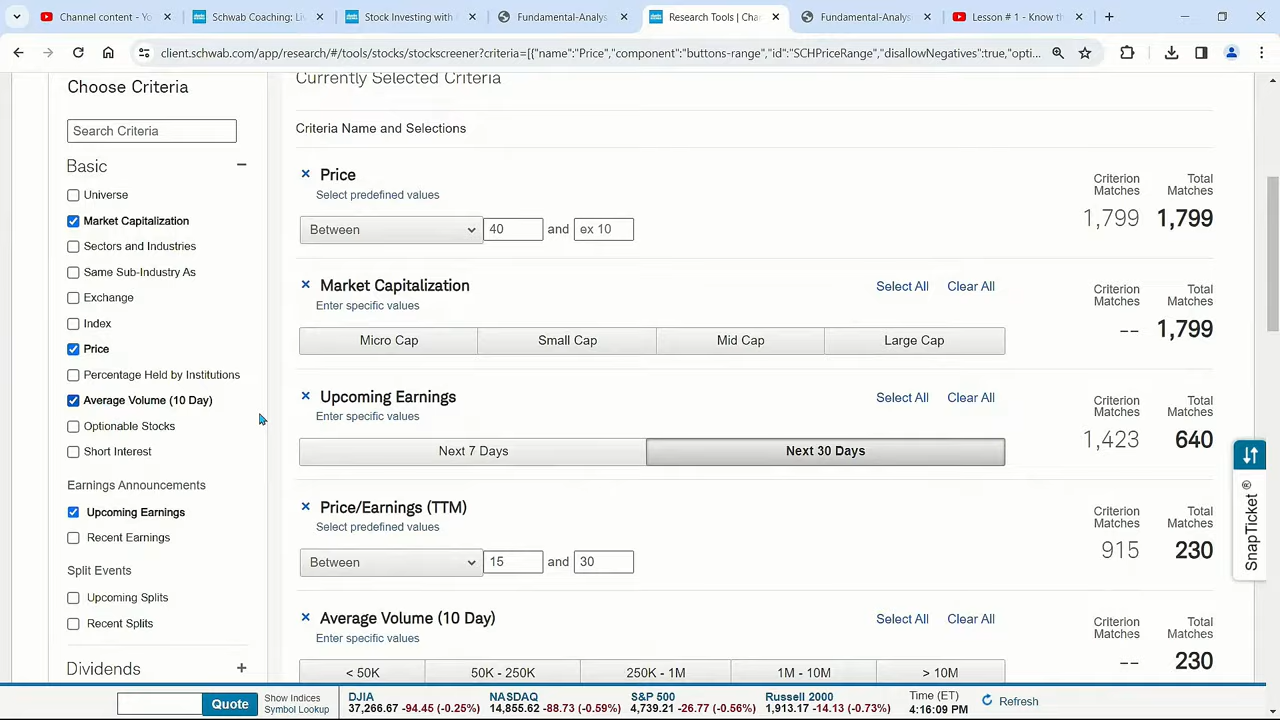 Channel content - Yo
Schwab Coaching: Liv
Stock Investing with
Fundamental-Analys
Research Tools | Char
Fundamental-Analys
Lesson # 1 - Know th
client.schwab.com/app/research/#/tools/stocks/stockscreener?criteria=[{"name":"Price","component":"buttons-range","id":"SCHPriceRange","disallowNegatives":true,"opti...
Choose Criteria
Search Criteria
Basic
Universe
Market Capitalization
Sectors and Industries
Same Sub-Industry As
Exchange
Index
Price
Percentage Held by Institutions
Average Volume (10 Day)
Optionable Stocks
Short Interest
Earnings Announcements
Upcoming Earnings
Recent Earnings
Split Events
Upcoming Splits
Recent Splits
Dividends
Currently Selected Criteria
Criteria Name and Selections
Price
Select predefined values
Between 40 and ex 10
Criterion Matches
Total Matches
1,799 1,799
Market Capitalization
Enter specific values
Select All Clear All
Micro Cap Small Cap Mid Cap Large Cap
Criterion Matches
Total Matches
-- 1,799
Upcoming Earnings
Enter specific values
Select All Clear All
Next 7 Days Next 30 Days
Criterion Matches
Total Matches
1,423 640
Price/Earnings (TTM)
Select predefined values
Between 15 and 30
Criterion Matches
Total Matches
915 230
Average Volume (10 Day)
Enter specific values
Select All Clear All
< 50K 50K - 250K 250K - 1M 1M - 10M > 10M
Criterion Matches
Total Matches
-- 230
SnapTicket®
Quote
Show Indices
Symbol Lookup
DJIA
37,266.67 -94.45 (-0.25%)
NASDAQ
14,855.62 -88.73 (-0.59%)
S&P 500
4,739.21 -26.77 (-0.56%)
Russell 2000
1,913.17 -14.13 (-0.73%)
Time (ET)
4:16:09 PM
Refresh